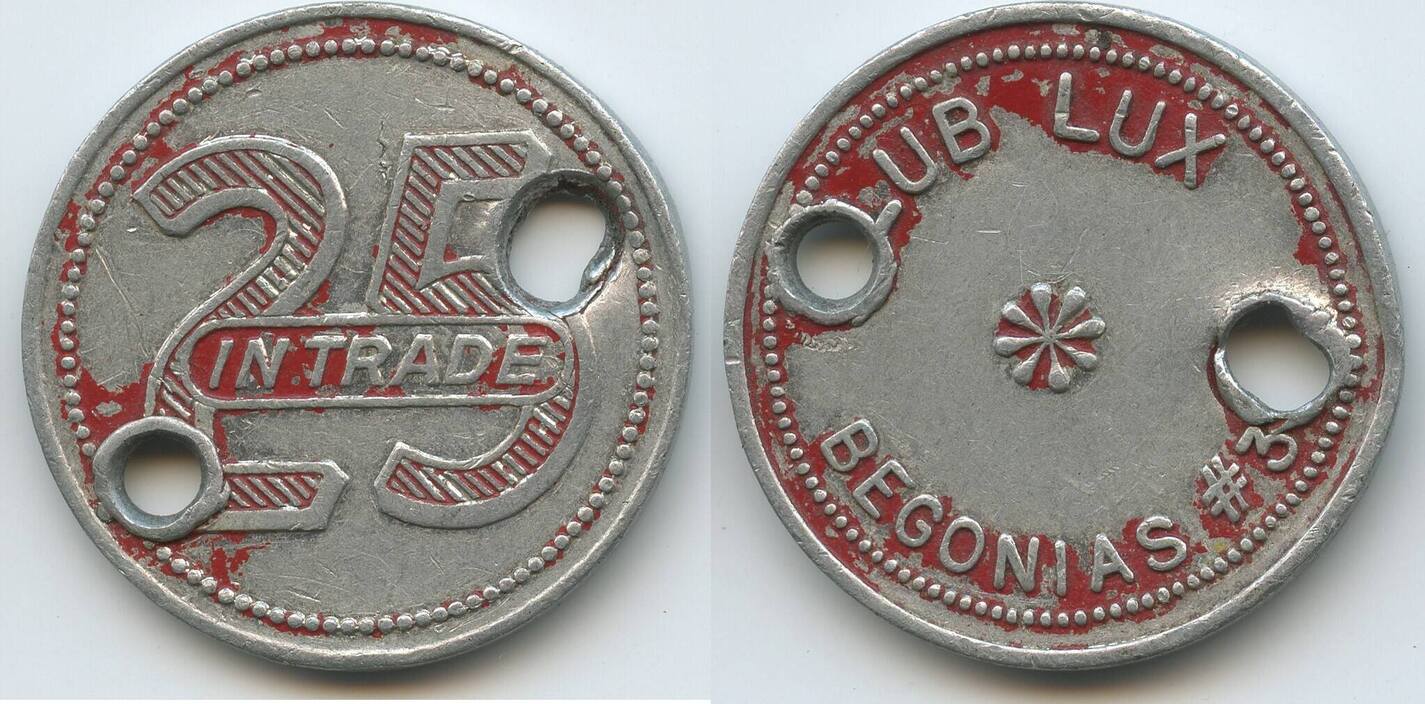 25
IN TRADE
UB LUX
BEGONIAS #3